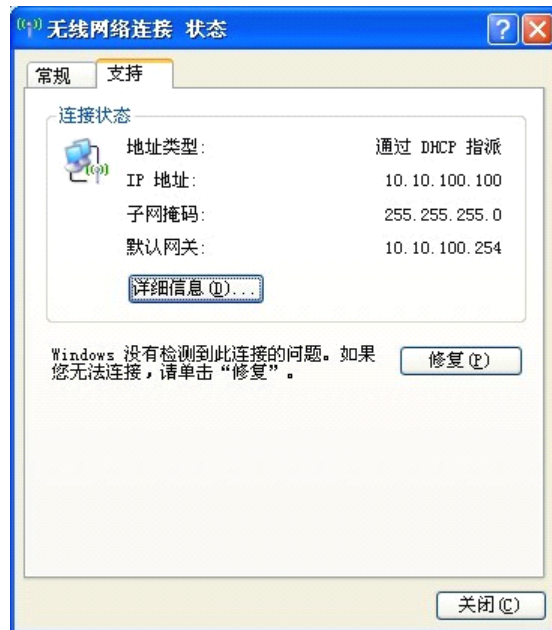 无线网络连接 状态
常规 支持
连接状态
地址类型: 通过 DHCP 指派
IP 地址: 10.10.100.100
子网掩码: 255.255.255.0
默认网关: 10.10.100.254
详细信息(D)...
Windows 没有检测到此连接的问题。如果
您无法连接，请单击“修复”。
修复(P)
关闭(C)